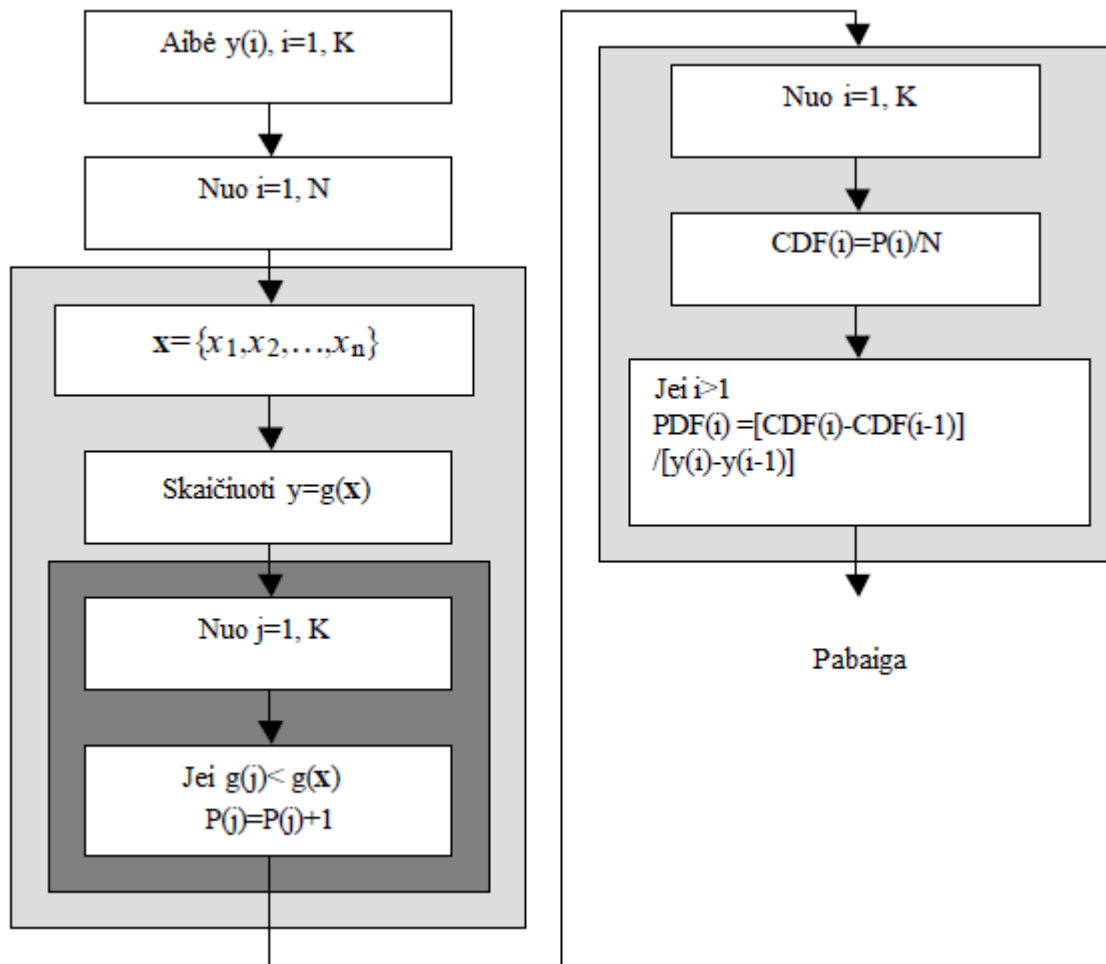 Aibė y(i), i=1, K
Nuo i=1, N
x={x1,x2,…,xn}
Skaičiuoti y=g(x)
Nuo j=1, K
Jei g(j)< g(x)
P(j)=P(j)+1
Nuo i=1, K
CDF(i)=P(i)/N
Jei i>1
PDF(i) =[CDF(i)-CDF(i-1)]
/[y(i)-y(i-1)]
Pabaiga